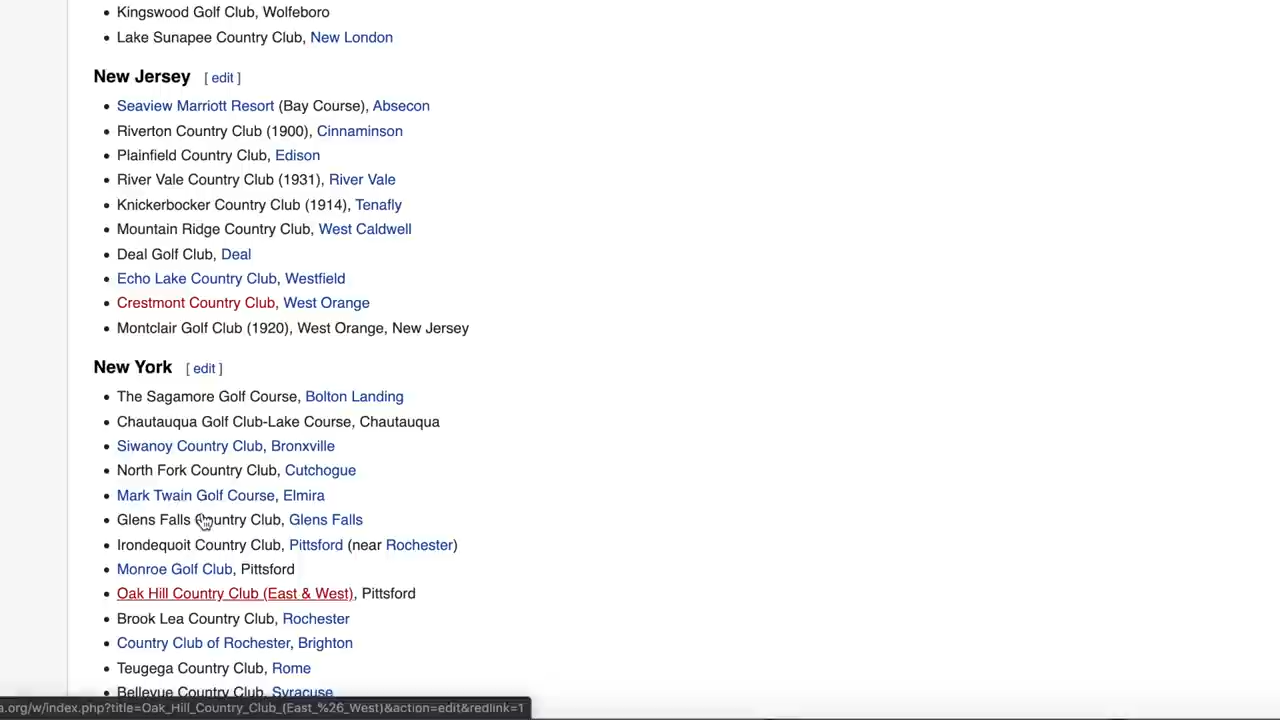 Kingswood Golf Club, Wolfeboro
Lake Sunapee Country Club, New London
New Jersey [ edit ]
Seaview Marriott Resort (Bay Course), Absecon
Riverton Country Club (1900), Cinnaminson
Plainfield Country Club, Edison
River Vale Country Club (1931), River Vale
Knickerbocker Country Club (1914), Tenafly
Mountain Ridge Country Club, West Caldwell
Deal Golf Club, Deal
Echo Lake Country Club, Westfield
Crestmont Country Club, West Orange
Montclair Golf Club (1920), West Orange, New Jersey
New York [ edit ]
The Sagamore Golf Course, Bolton Landing
Chautauqua Golf Club-Lake Course, Chautauqua
Siwanoy Country Club, Bronxville
North Fork Country Club, Cutchogue
Mark Twain Golf Course, Elmira
Glens Falls Country Club, Glens Falls
Irondequoit Country Club, Pittsford (near Rochester)
Monroe Golf Club, Pittsford
Oak Hill Country Club (East & West), Pittsford
Brook Lea Country Club, Rochester
Country Club of Rochester, Brighton
Teugega Country Club, Rome
Bellevue Country Club, Syracuse
a.org/w/index.php?title=Oak_Hill_Country_Club_(East_%26_West)&action=edit&redlink=1